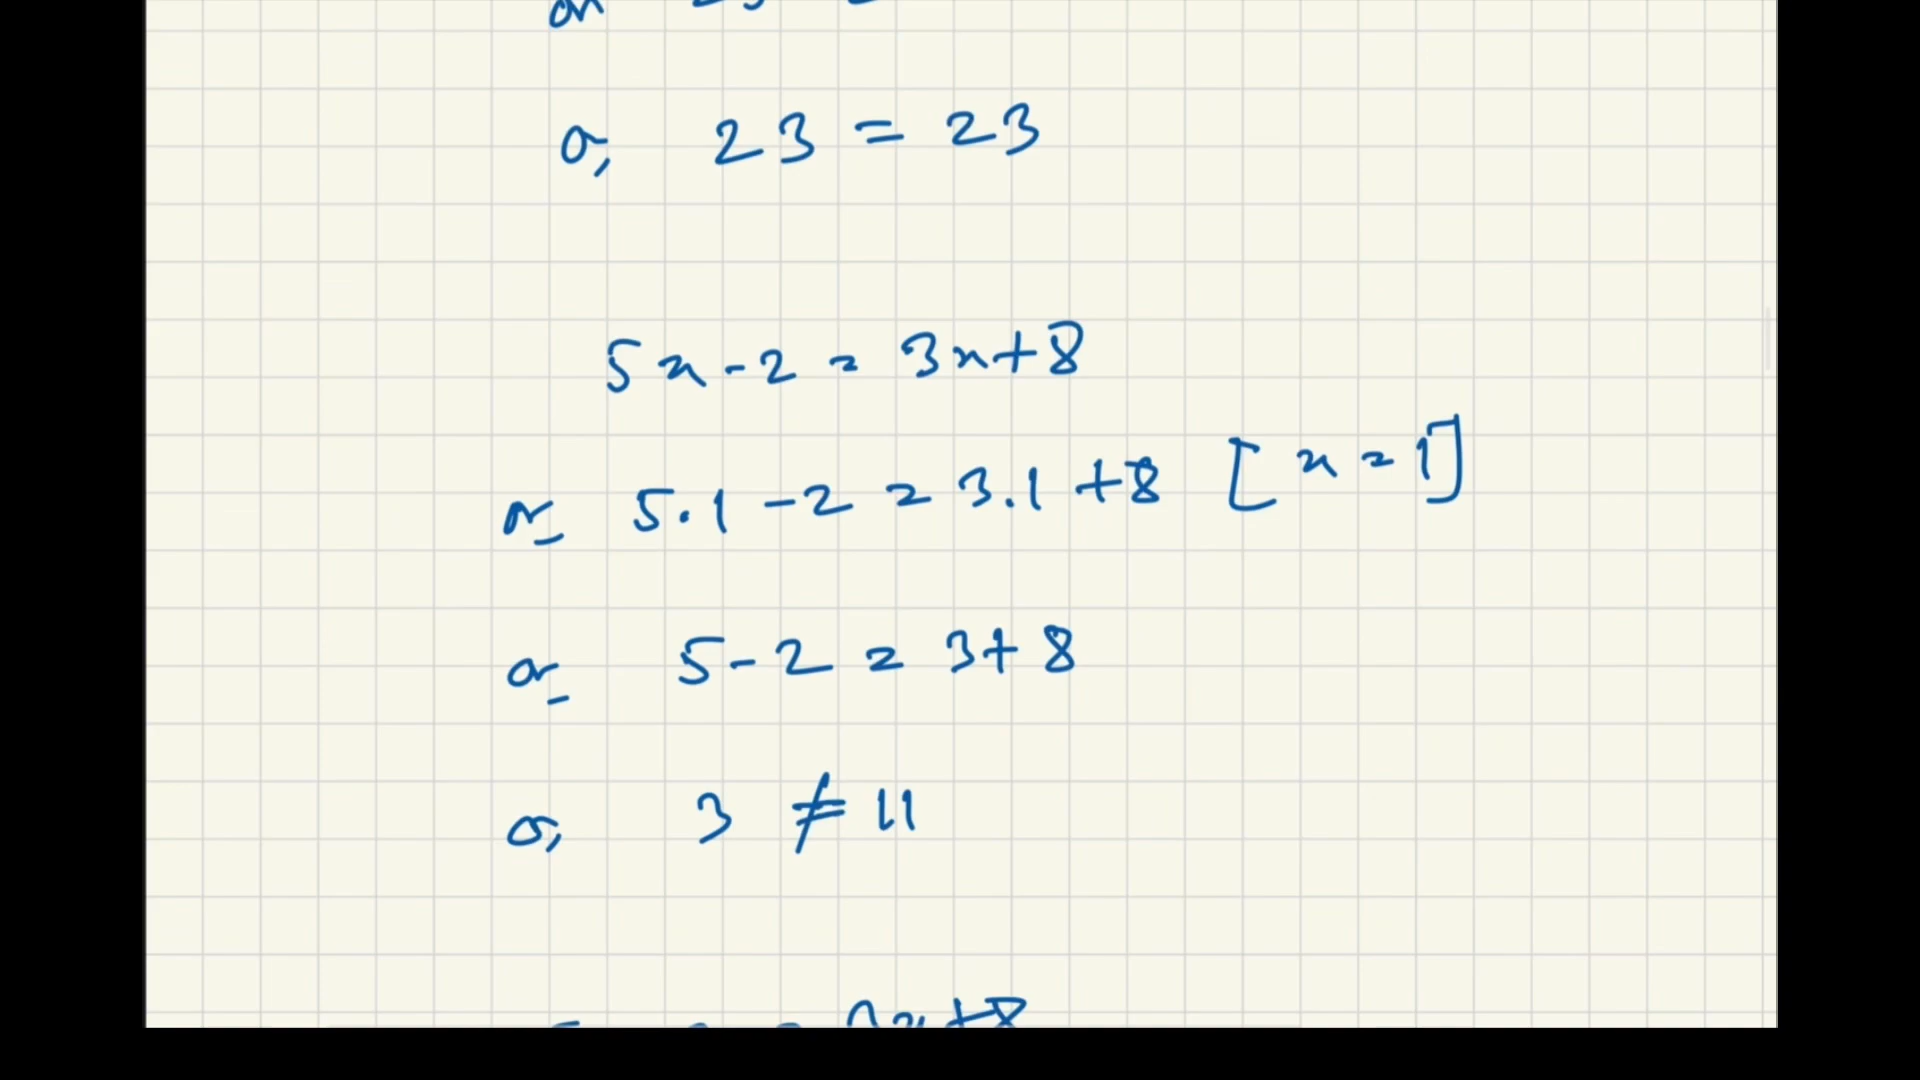 or, 23 = 23
5x - 2 = 3x + 8
or 5.1 - 2 = 3.1 + 8 [x = 1]
or 5 - 2 = 3 + 8
or, 3 ≠ 11